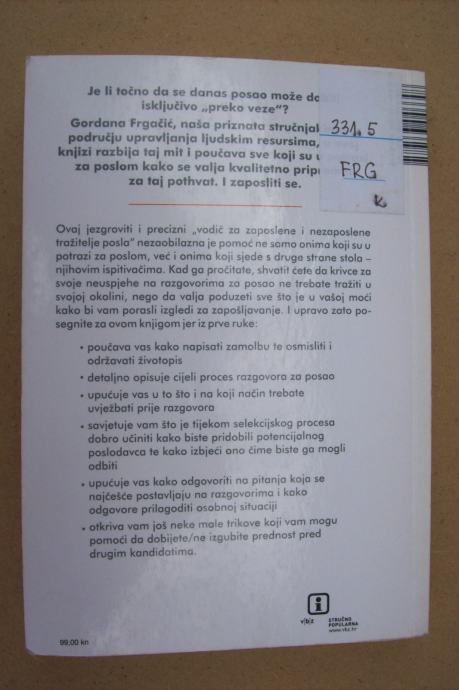 Je li točno da se danas posao može do
isključivo „preko veze“?
Gordana Frgačić, naša priznata stručnjak
području upravljanja ljudskim resursima,
knjizi razbija taj mit i poučava sve koji su u
za poslom kako se valja kvalitetno pripr
za taj pothvat. I zaposliti se.
331.5
FRG
K
Ovaj jezgroviti i precizni „vodič za zaposlene i nezaposlene
tražitelje posla“ nezaobilazna je pomoć ne samo onima koji su u
potrazi za poslom, već i onima koji sjede s druge strane stola –
njihovim ispitivačima. Kad ga pročitate, shvatit ćete da krivce za
svoje neuspjehe na razgovorima za posao ne trebate tražiti u
svojoj okolini, nego da valja poduzeti sve što je u vašoj moći
kako bi vam porasli izgledi za zapošljavanje. I upravo zato po-
segnite za ovom knjigom jer iz prve ruke:
• poučava vas kako napisati zamolbu te osmisliti i
održavati životopis
• detaljno opisuje cijeli proces razgovora za posao
• upućuje vas u to što i na koji način trebate
uvježbati prije razgovora
• savjetuje vam što je tijekom selekcijskog procesa
dobro učiniti kako biste pridobili potencijalnog
poslodavca te kako izbjeći ono čime biste ga mogli
odbiti
• upućuje vas kako odgovoriti na pitanja koja se
najčešće postavljaju na razgovorima i kako
odgovore prilagoditi osobnoj situaciji
• otkriva vam još neke male trikove koji vam mogu
pomoći da dobijete/ne izgubite prednost pred
drugim kandidatima.
i
v|b|z
STRUČNO
POPULARNA
www.vbz.hr
99,00 kn